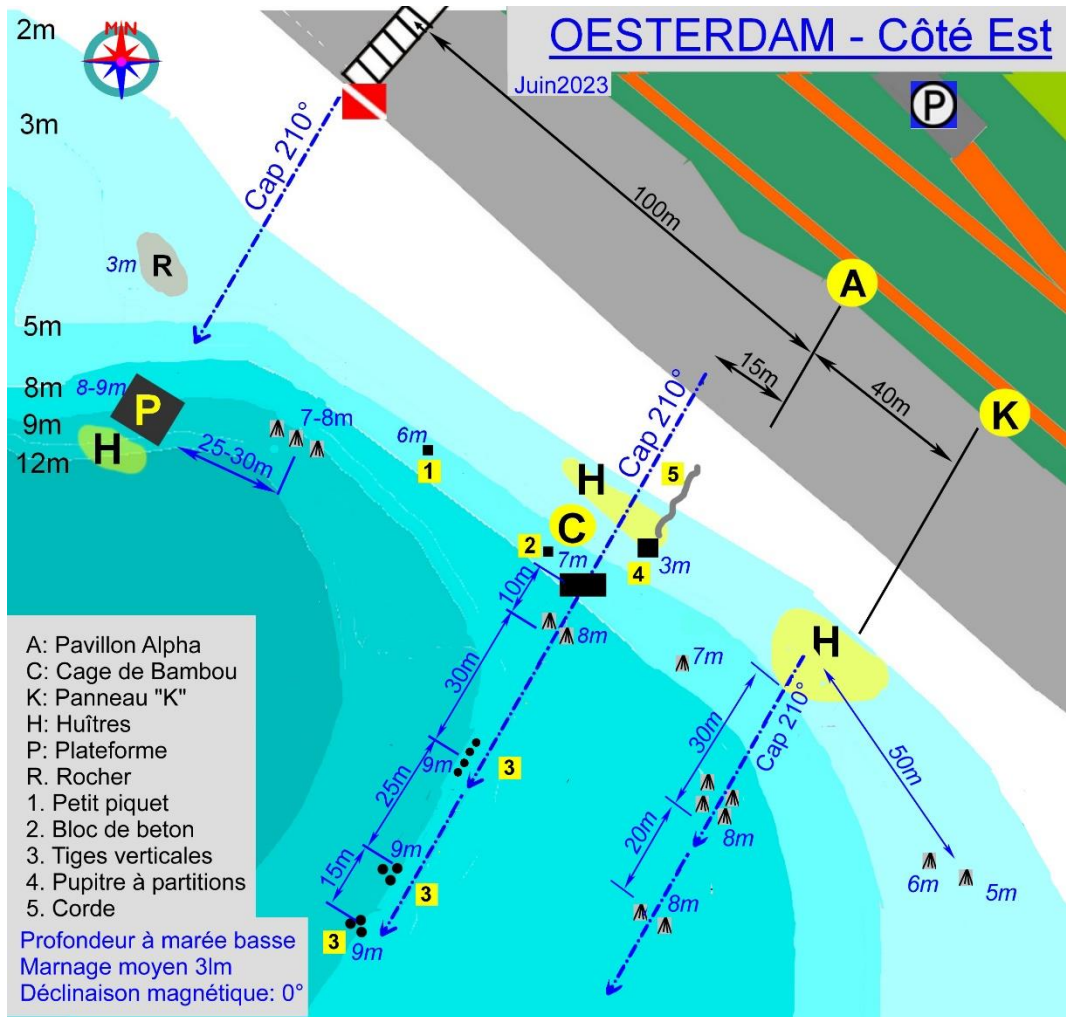 OESTERDAM - Côté Est
Juin2023
M N
2m
3m
5m
8m
9m
12m
P
Cap 210°
100m
A
15m
40m
K
R
3m
8-9m
P
H
25-30m
7-8m
6m
1
Cap 210°
H
5
C
2
7m
4
3m
10m
8m
30m
9m
3
25m
9m
3
15m
3
9m
7m
H
30m
Cap 210°
50m
8m
20m
8m
6m
5m
A: Pavillon Alpha
C: Cage de Bambou
K: Panneau "K"
H: Huîtres
P: Plateforme
R. Rocher
1. Petit piquet
2. Bloc de beton
3. Tiges verticales
4. Pupitre à partitions
5. Corde
Profondeur à marée basse
Marnage moyen 3lm
Déclinaison magnétique: 0°